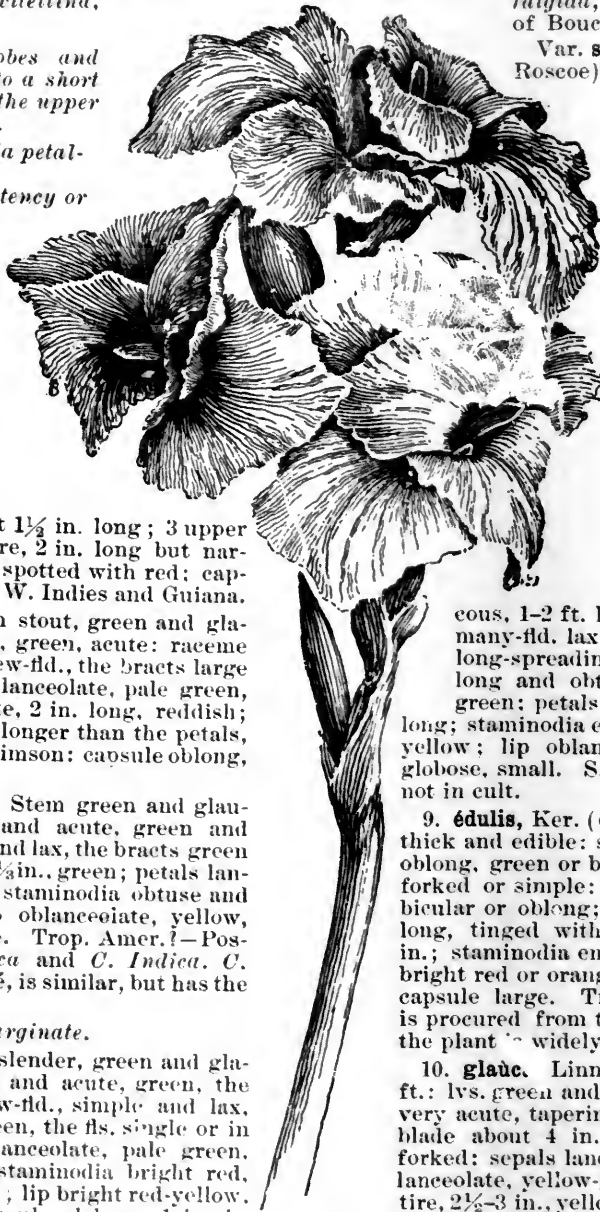 obes and
to a short
the upper
a petal-
tency or
of Bouc
Var. s
Roscoe)
t 1½ in. long; 3 upper
re, 2 in. long but nar-
spotted with red; cap-
W. Indies and Guiana.
n stout, green and gla-
, green, acute: raceme
ew-fld., the bracts large
lanceolate, pale green,
te, 2 in. long, reddish;
longer than the petals,
imson: capsule oblong,
Stem green and glau-
and acute, green and
nd lax, the bracts green
⅓in., green; petals lan-
staminodia obtuse and
oblanceolate, yellow,
. Trop. Amer.?—Pos-
ca and C. Indica. C.
é, is similar, but has the
arginate.
slender, green and gla-
and acute, green, the
w-fld., simple and lax,
een, the fls. single or in
anceolate, pale green.
staminodia bright red,
; lip bright red-yellow.
cous, 1-2 ft. l
many-fld. lax
long-spreadin
long and obt
green; petals
long; staminodia e
yellow; lip oblan
globose, small. S
not in cult.
9. édulis, Ker. (
thick and edible: s
oblong, green or b
forked or simple:
bicular or oblong;
long, tinged with
in.; staminodia em
bright red or orang
capsule large. T
is procured from t
the plant widely
10. glaùc. Linn
ft.: lvs. green and
very acute, taperin
blade about 4 in.
forked: sepals lanc
lanceolate, yellow-
tire, 2½-3 in., yello